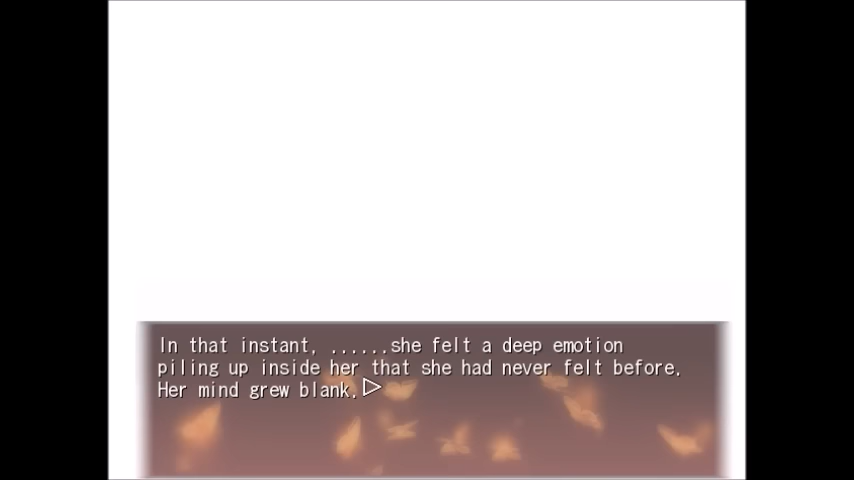 In that instant, ......she felt a deep emotion
piling up inside her that she had never felt before.
Her mind grew blank.